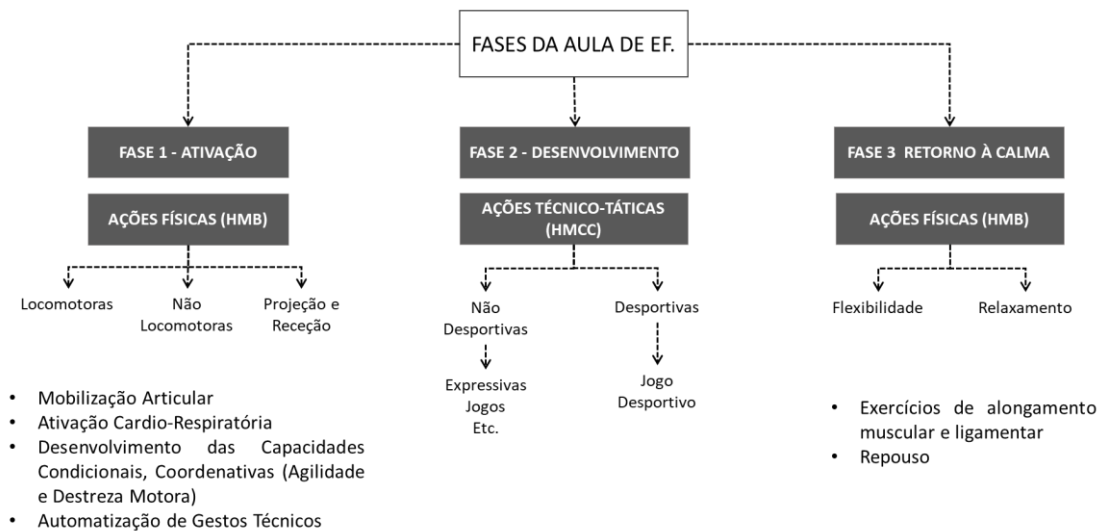 FASES DA AULA DE EF.
FASE 1 - ATIVAÇÃO
AÇÕES FÍSICAS (HMB)
Locomotoras
Não
Locomotoras
Projeção e
Receção
• Mobilização Articular
• Ativação Cardio-Respiratória
• Desenvolvimento das Capacidades
Condicionais, Coordenativas (Agilidade
e Destreza Motora)
• Automatização de Gestos Técnicos
FASE 2 - DESENVOLVIMENTO
AÇÕES TÉCNICO-TÁTICAS
(HMCC)
Não
Desportivas
Expressivas
Jogos
Etc.
Desportivas
Jogo
Desportivo
FASE 3 RETORNO À CALMA
AÇÕES FÍSICAS (HMB)
Flexibilidade
Relaxamento
• Exercícios de alongamento
muscular e ligamentar
• Repouso